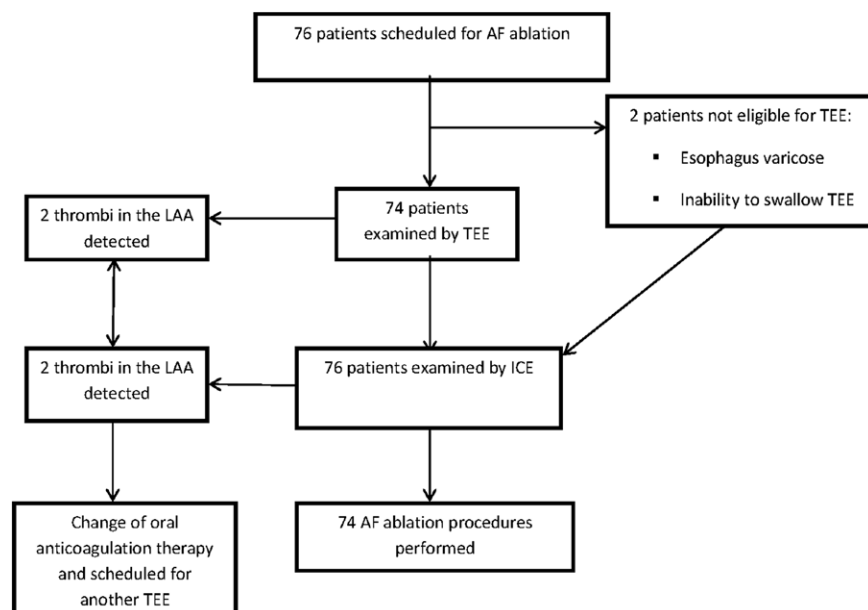 76 patients scheduled for AF ablation
2 patients not eligible for TEE:
▪ Esophagus varicose
▪ Inability to swallow TEE
74 patients
examined by TEE
2 thrombi in the LAA
detected
2 thrombi in the LAA
detected
76 patients examined by ICE
Change of oral
anticoagulation therapy
and scheduled for
another TEE
74 AF ablation procedures
performed